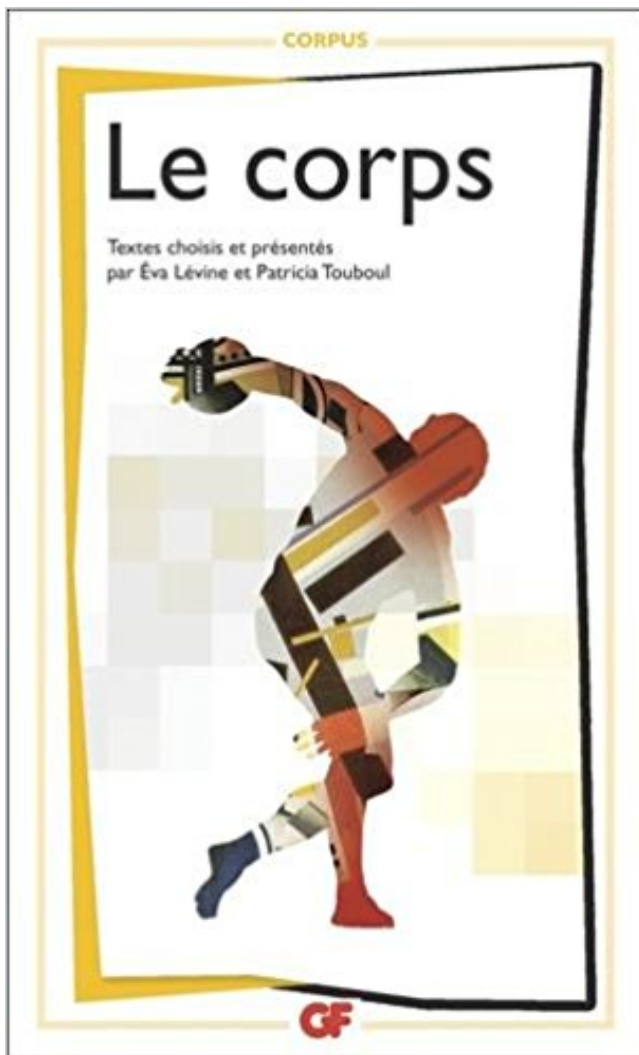 CORPUS
Le corps
Textes choisis et présentés
par Éva Lévine et Patricia Touboul
GF